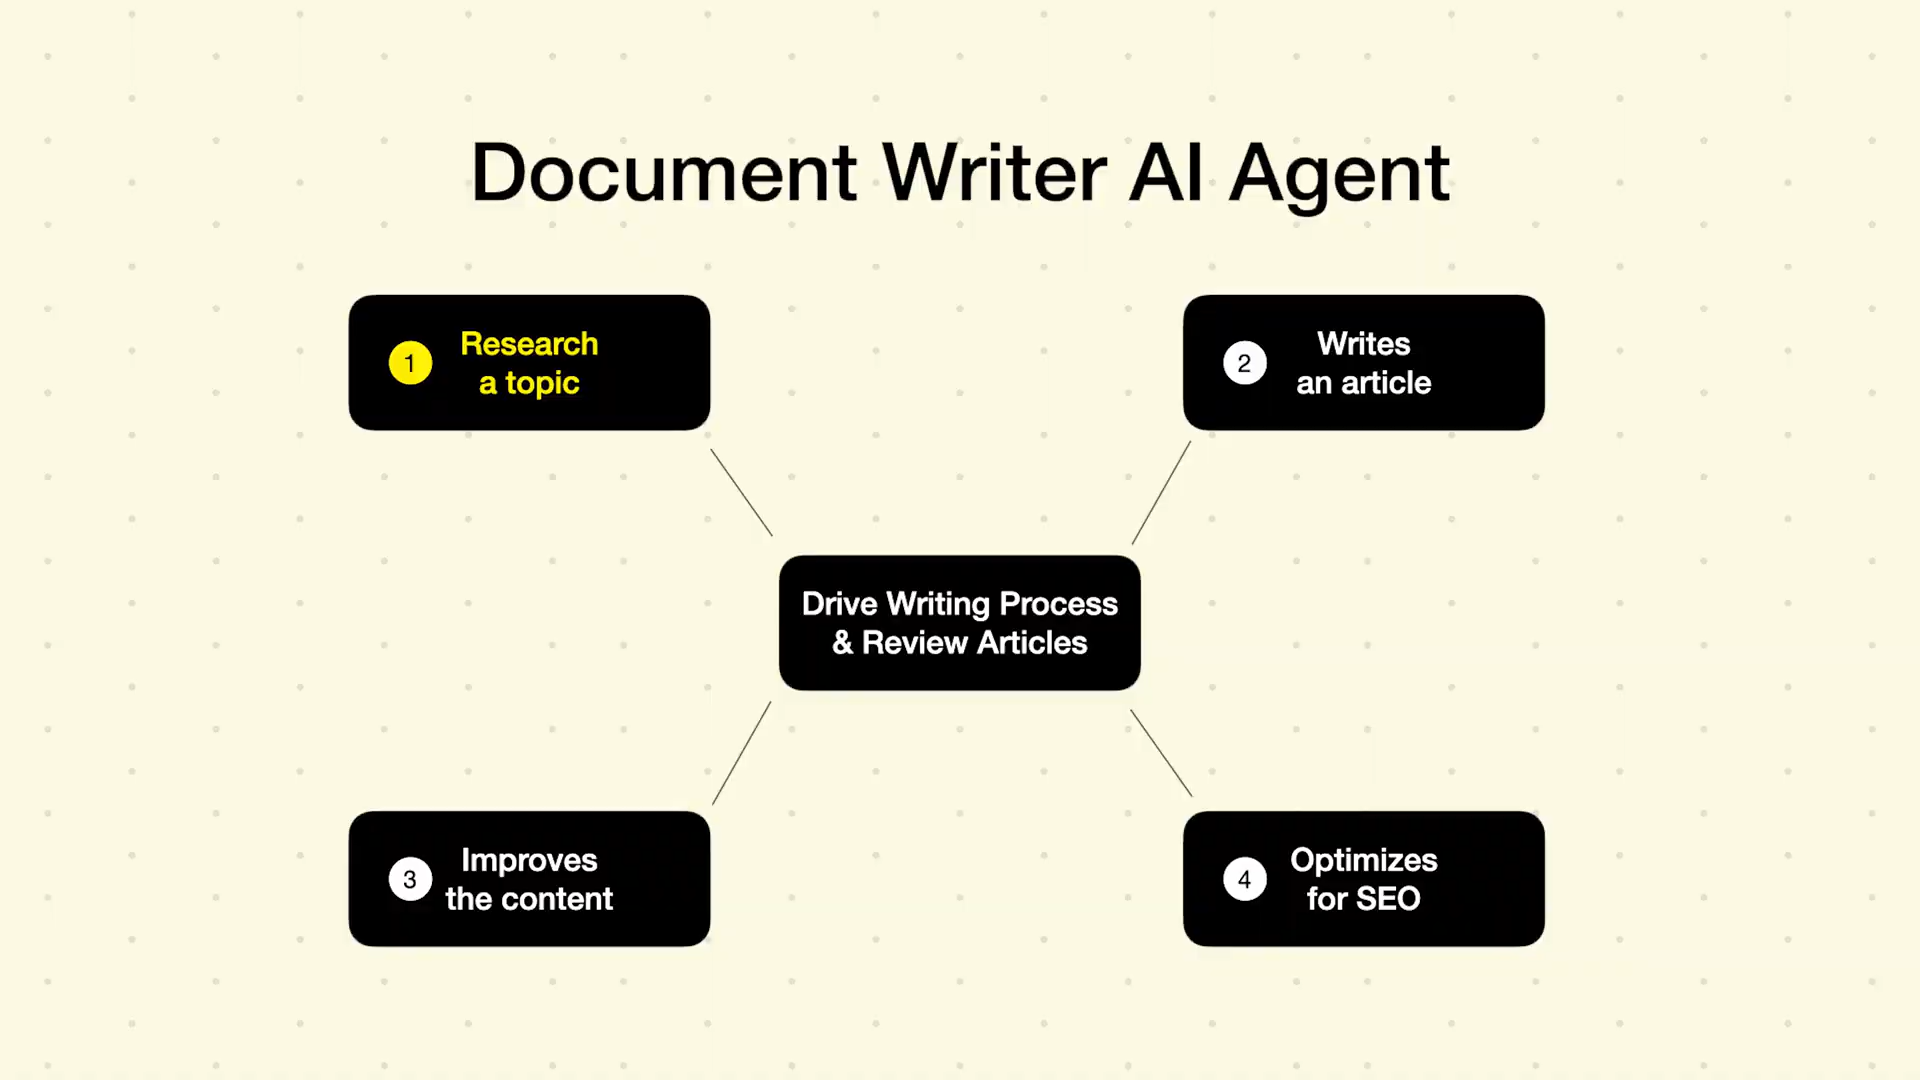 Document Writer AI Agent
1
Research
a topic
2
Writes
an article
Drive Writing Process
& Review Articles
3
Improves
the content
4
Optimizes
for SEO